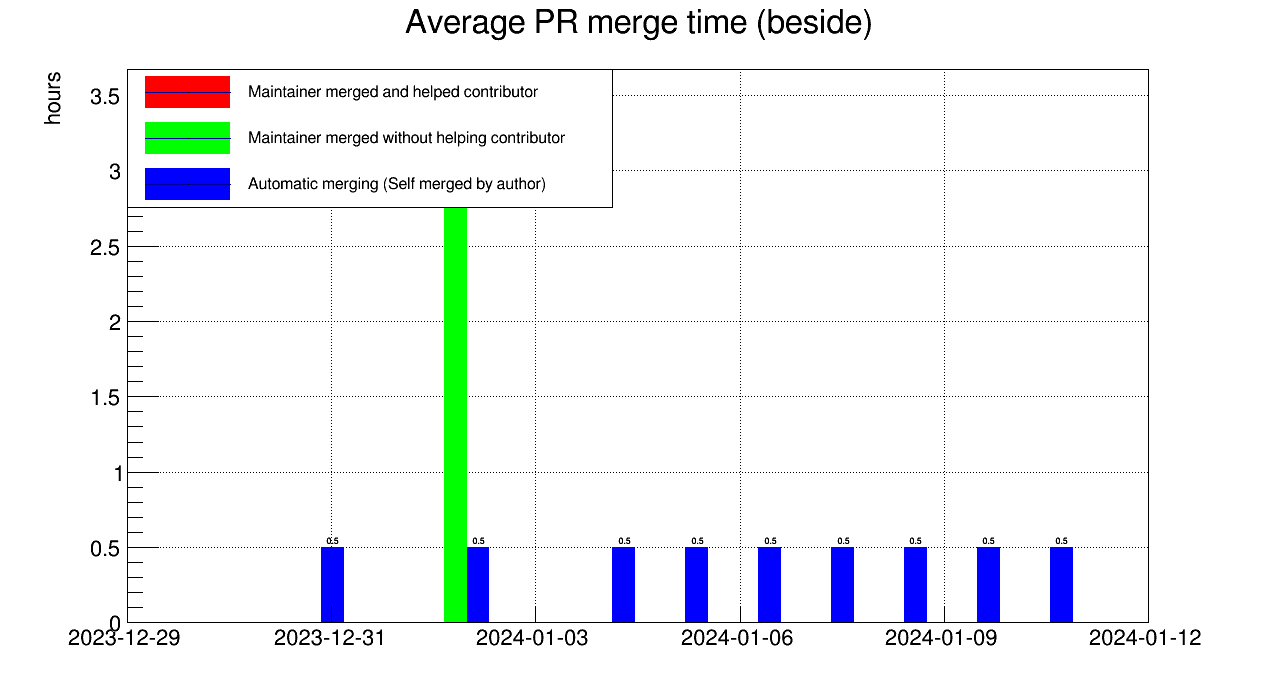 Average PR merge time (beside)
hours
Maintainer merged and helped contributor
Maintainer merged without helping contributor
Automatic merging (Self merged by author)
3.5
3
2.5
2
1.5
1
0.5
0
0.5 0.5 0.5 0.5 0.5 0.5 0.5 0.5 0.5
2023-12-29 2023-12-31 2024-01-03 2024-01-06 2024-01-09 2024-01-12